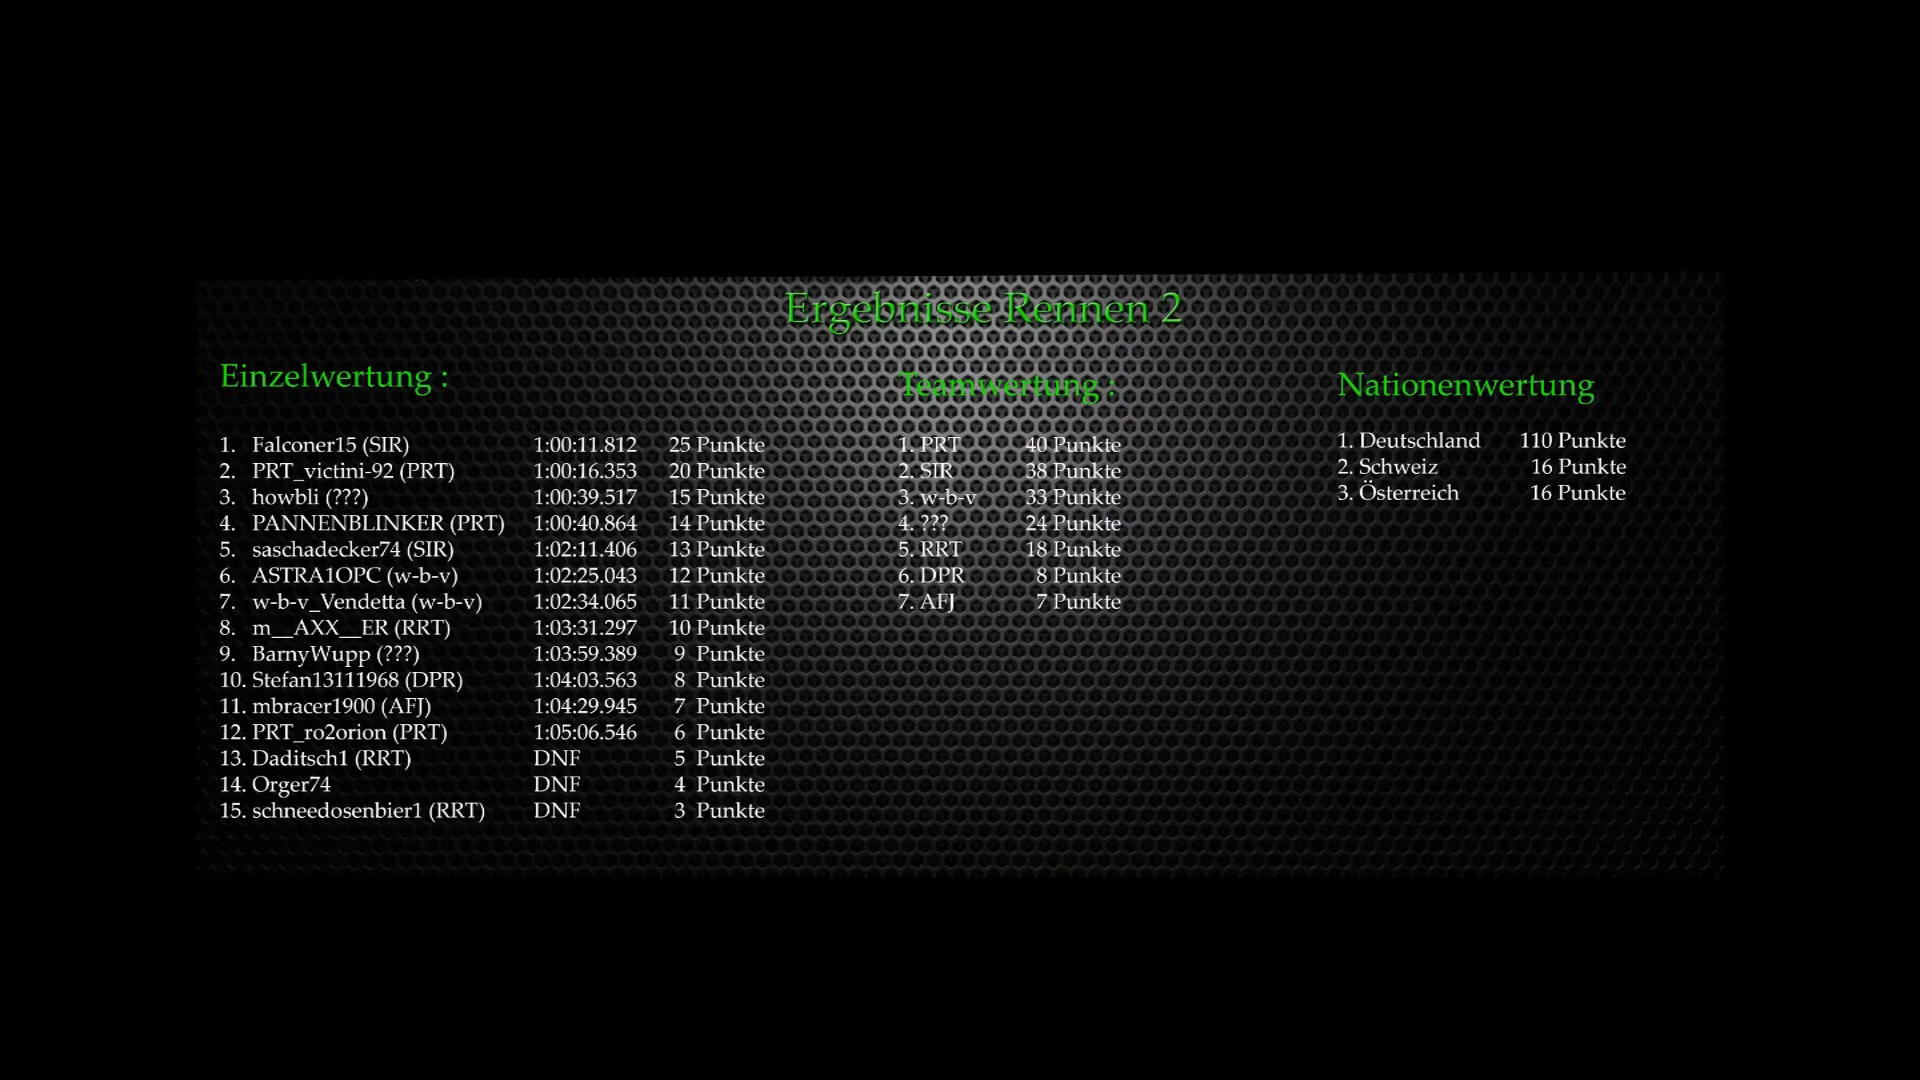 Ergebnisse Rennen 2
Einzelwertung :
1. Falconer15 (SIR) 1:00:11.812 25 Punkte
2. PRT_victini-92 (PRT) 1:00:16.353 20 Punkte
3. howbli (???) 1:00:39.517 15 Punkte
4. PANNENBLINKER (PRT) 1:00:40.864 14 Punkte
5. saschadecker74 (SIR) 1:02:11.406 13 Punkte
6. ASTRA1OPC (w-b-v) 1:02:25.043 12 Punkte
7. w-b-v_Vendetta (w-b-v) 1:02:34.065 11 Punkte
8. m__AXX__ER (RRT) 1:03:31.297 10 Punkte
9. BarnyWupp (???) 1:03:59.389 9 Punkte
10. Stefan13111968 (DPR) 1:04:03.563 8 Punkte
11. mbracer1900 (AFJ) 1:04:29.945 7 Punkte
12. PRT_ro2orion (PRT) 1:05:06.546 6 Punkte
13. Daditsch1 (RRT) DNF 5 Punkte
14. Orger74 DNF 4 Punkte
15. schneedosenbier1 (RRT) DNF 3 Punkte
Teamwertung :
1. PRT 40 Punkte
2. SIR 38 Punkte
3. w-b-v 33 Punkte
4. ??? 24 Punkte
5. RRT 18 Punkte
6. DPR 8 Punkte
7. AFJ 7 Punkte
Nationenwertung
1. Deutschland 110 Punkte
2. Schweiz 16 Punkte
3. Österreich 16 Punkte